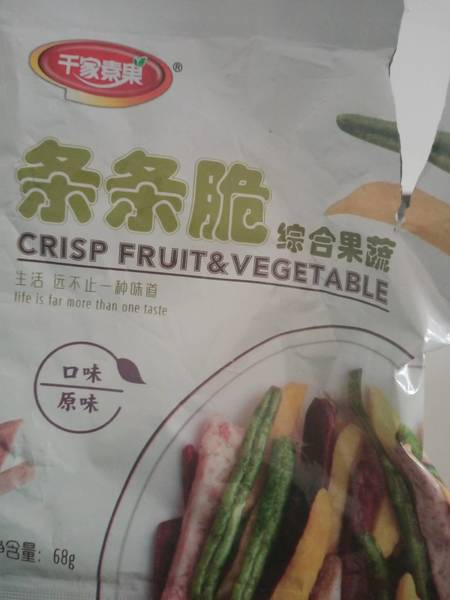 千家素果®
条条脆
综合果蔬
CRISP FRUIT&VEGETABLE
生活 远不止一种味道
life is far more than one taste
口味
原味
净含量: 68g